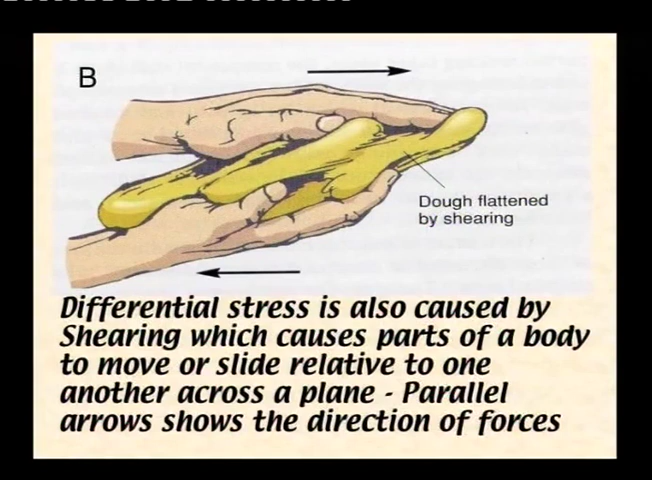 B
Dough flattened
by shearing
Differential stress is also caused by
Shearing which causes parts of a body
to move or slide relative to one
another across a plane - Parallel
arrows shows the direction of forces